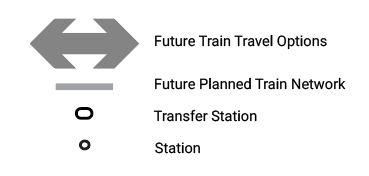 Future Train Travel Options
Future Planned Train Network
Transfer Station
Station